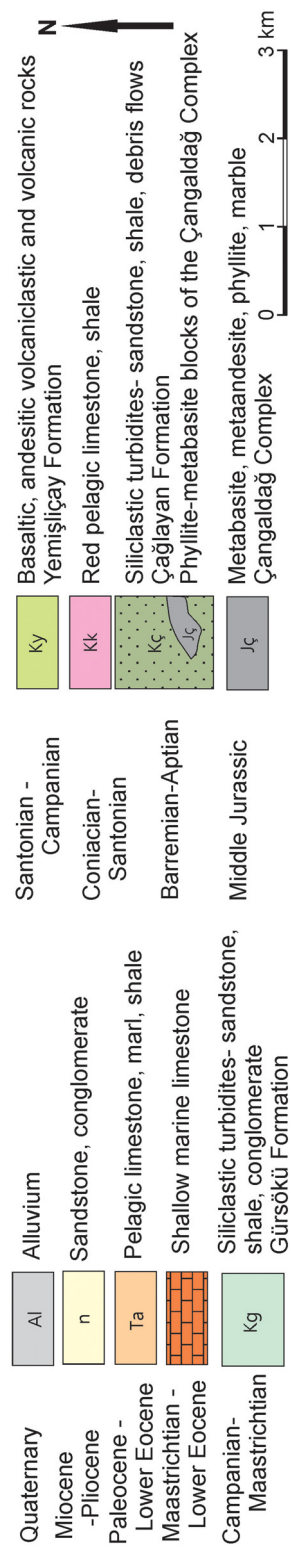 Quaternary
Al
Alluvium
Miocene
-Pliocene
n
Sandstone, conglomerate
Paleocene -
Lower Eocene
Ta
Pelagic limestone, marl, shale
Maastrichtian -
Lower Eocene
Shallow marine limestone
Campanian-
Maastrichtian
Kg
Siliclastic turbidites- sandstone,
shale, conglomerate
Gürsökü Formation
Santonian -
Campanian
Ky
Basaltic, andesitic volcaniclastic and volcanic rocks
Yemişliçay Formation
Coniacian-
Santonian
Kk
Red pelagic limestone, shale
Barremian-Aptian
Kç
Jç
Siliclastic turbidites- sandstone, shale, debris flows
Çağlayan Formation
Phyllite-metabasite blocks of the Çangaldağ Complex
Middle Jurassic
Jç
Metabasite, metaandesite, phyllite, marble
Çangaldağ Complex
N
0 1 2 3 km